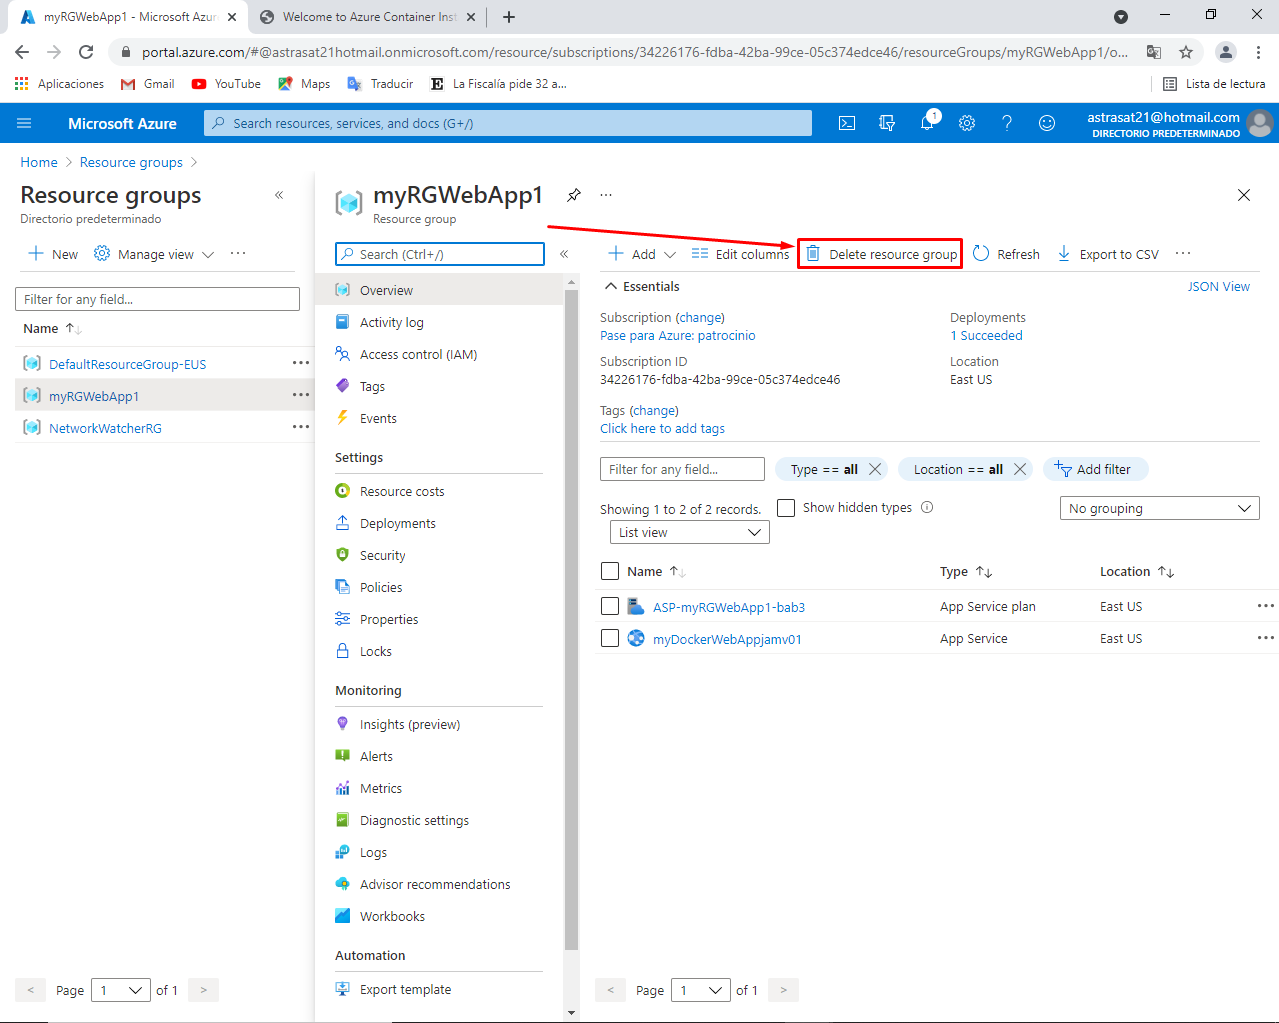 myRGWebApp1 - Microsoft Azur
Welcome to Azure Container Inst
portal.azure.com/#@astrasat21hotmail.onmicrosoft.com/resource/subscriptions/34226176-fdba-42ba-99ce-05c374edce46/resourceGroups/myRGWebApp1/o...
Aplicaciones
Gmail
YouTube
Maps
Traducir
La Fiscalía pide 32 a...
Lista de lectura
Microsoft Azure
Search resources, services, and docs (G+/)
1
astrasat21@hotmail.com
DIRECTORIO PREDETERMINADO
Home > Resource groups >
Resource groups
Directorio predeterminado
New
Manage view
Filter for any field...
Name
DefaultResourceGroup-EUS
myRGWebApp1
NetworkWatcherRG
< Page 1 of 1 >
myRGWebApp1
Resource group
Search (Ctrl+/)
Overview
Activity log
Access control (IAM)
Tags
Events
Settings
Resource costs
Deployments
Security
Policies
Properties
Locks
Monitoring
Insights (preview)
Alerts
Metrics
Diagnostic settings
Logs
Advisor recommendations
Workbooks
Automation
Export template
Add
Edit columns
Delete resource group
Refresh
Export to CSV
Essentials
JSON View
Subscription (change)
Pase para Azure: patrocinio
Subscription ID
34226176-fdba-42ba-99ce-05c374edce46
Tags (change)
Click here to add tags
Deployments
1 Succeeded
Location
East US
Filter for any field...
Type == all
Location == all
Add filter
Showing 1 to 2 of 2 records.
Show hidden types
No grouping
List view
Name Type Location
ASP-myRGWebApp1-bab3 App Service plan East US
myDockerWebAppjamv01 App Service East US
< Page 1 of 1 >